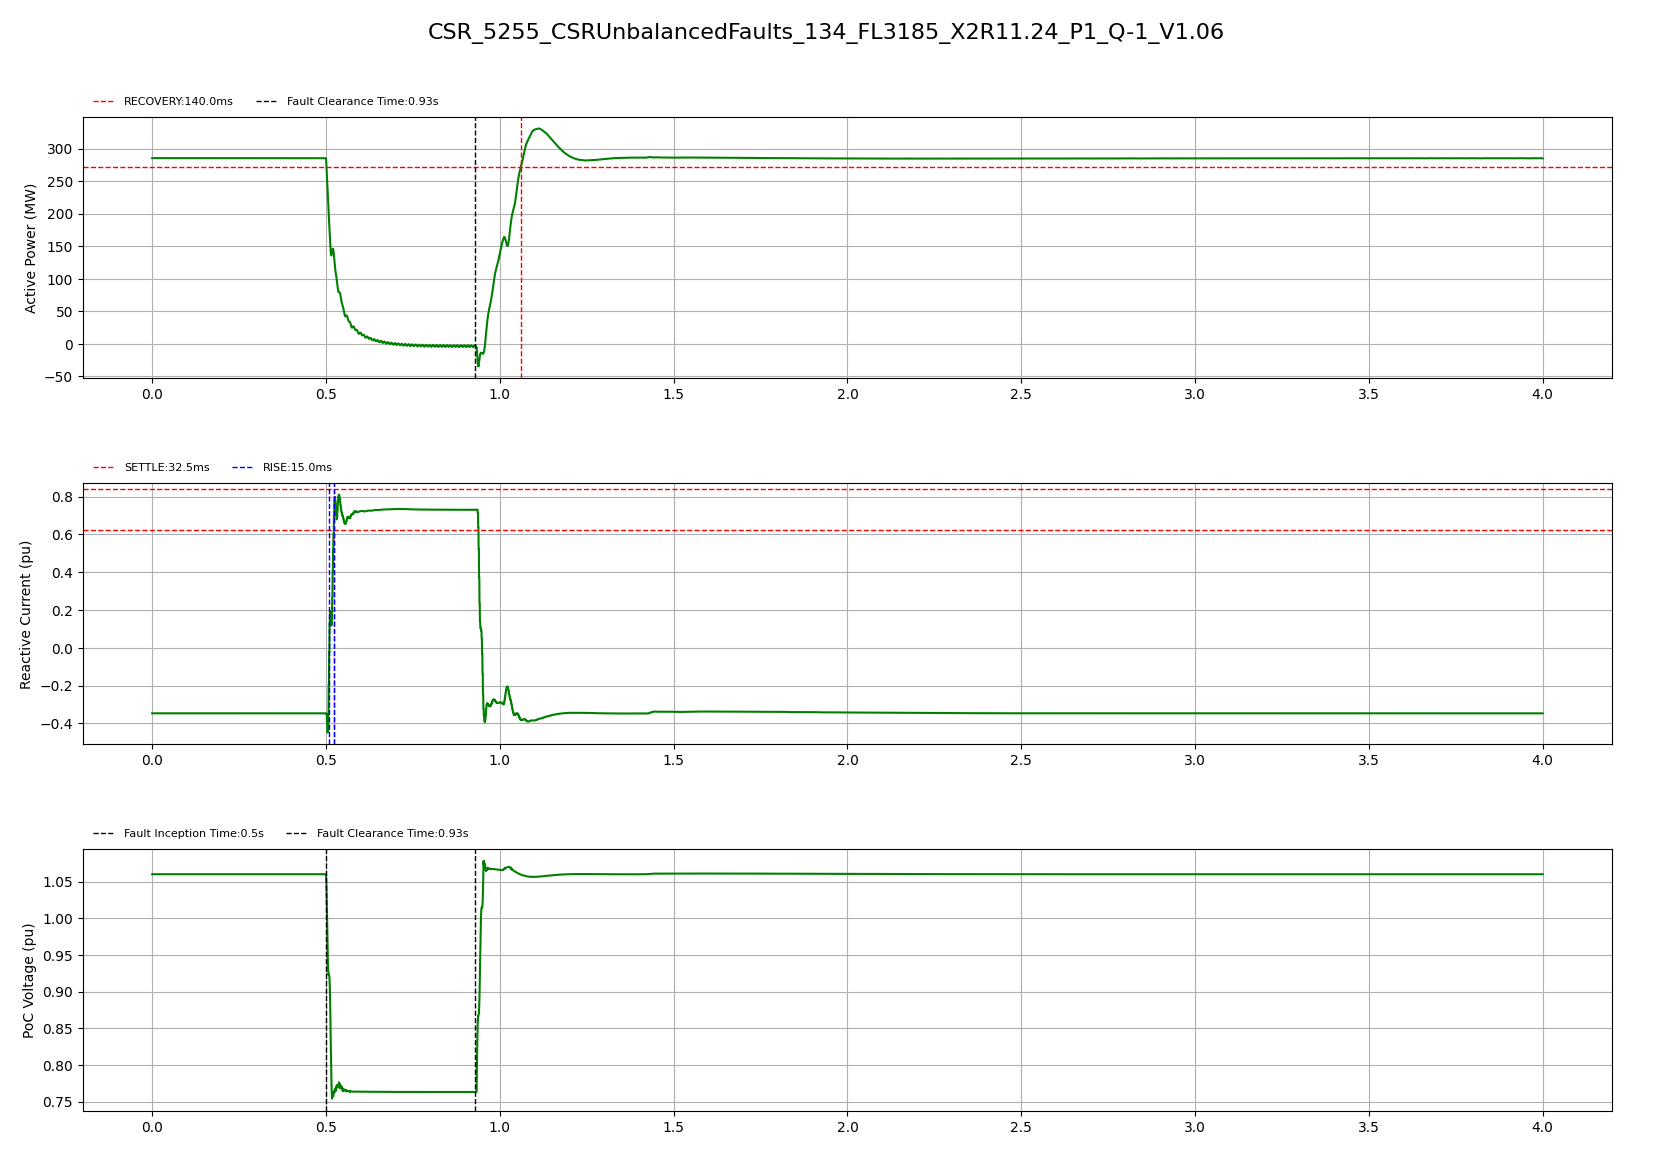 CSR_5255_CSRUnbalancedFaults_134_FL3185_X2R11.24_P1_Q-1_V1.06
RECOVERY:140.0ms Fault Clearance Time:0.93s
Active Power (MW)
300
250
200
150
100
50
0
−50
0.0 0.5 1.0 1.5 2.0 2.5 3.0 3.5 4.0
SETTLE:32.5ms RISE:15.0ms
Reactive Current (pu)
0.8
0.6
0.4
0.2
0.0
−0.2
−0.4
0.0 0.5 1.0 1.5 2.0 2.5 3.0 3.5 4.0
Fault Inception Time:0.5s Fault Clearance Time:0.93s
PoC Voltage (pu)
1.05
1.00
0.95
0.90
0.85
0.80
0.75
0.0 0.5 1.0 1.5 2.0 2.5 3.0 3.5 4.0